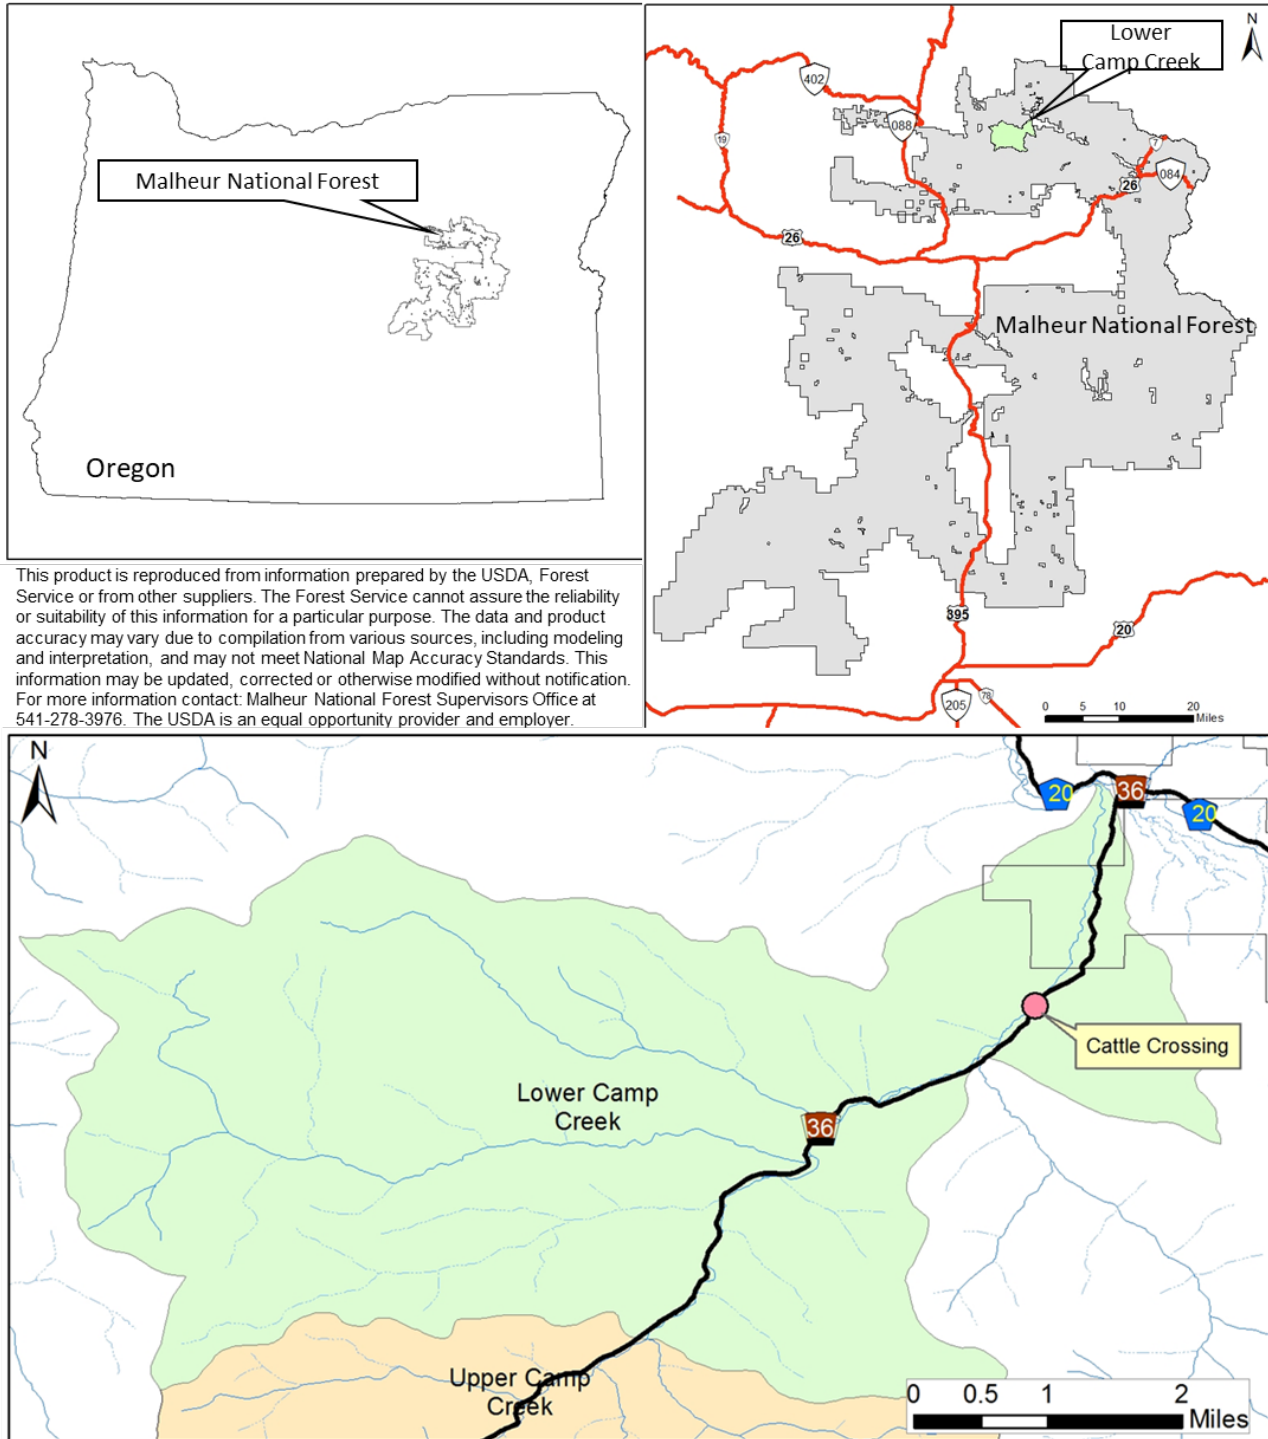 Malheur National Forest
Oregon
This product is reproduced from information prepared by the USDA, Forest
Service or from other suppliers. The Forest Service cannot assure the reliability
or suitability of this information for a particular purpose. The data and product
accuracy may vary due to compilation from various sources, including modeling
and interpretation, and may not meet National Map Accuracy Standards. This
information may be updated, corrected or otherwise modified without notification.
For more information contact: Malheur National Forest Supervisors Office at
541-278-3976. The USDA is an equal opportunity provider and employer.
N
Lower
Camp Creek
402
088
19
7
084
26
26
Malheur National Forest
395
20
205
78
0 5 10 20
Miles
N
20
36
20
Cattle Crossing
Lower Camp
Creek
36
Upper Camp
Creek
0 0.5 1 2
Miles